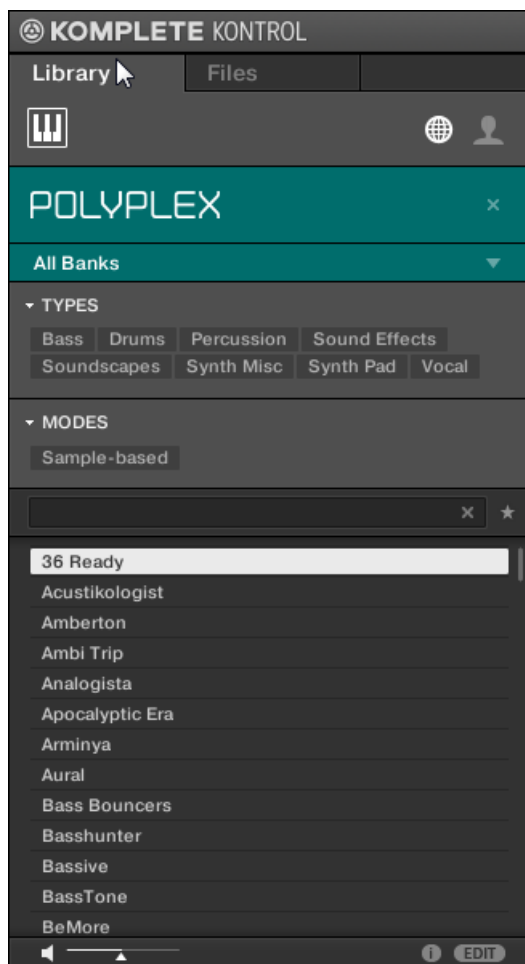 KOMPLETE KONTROL
Library Files
POLYPLEX
All Banks
TYPES
Bass Drums Percussion Sound Effects
Soundscapes Synth Misc Synth Pad Vocal
MODES
Sample-based
36 Ready
Acustikologist
Amberton
Ambi Trip
Analogista
Apocalyptic Era
Arminya
Aural
Bass Bouncers
Basshunter
Bassive
BassTone
BeMore
i EDIT